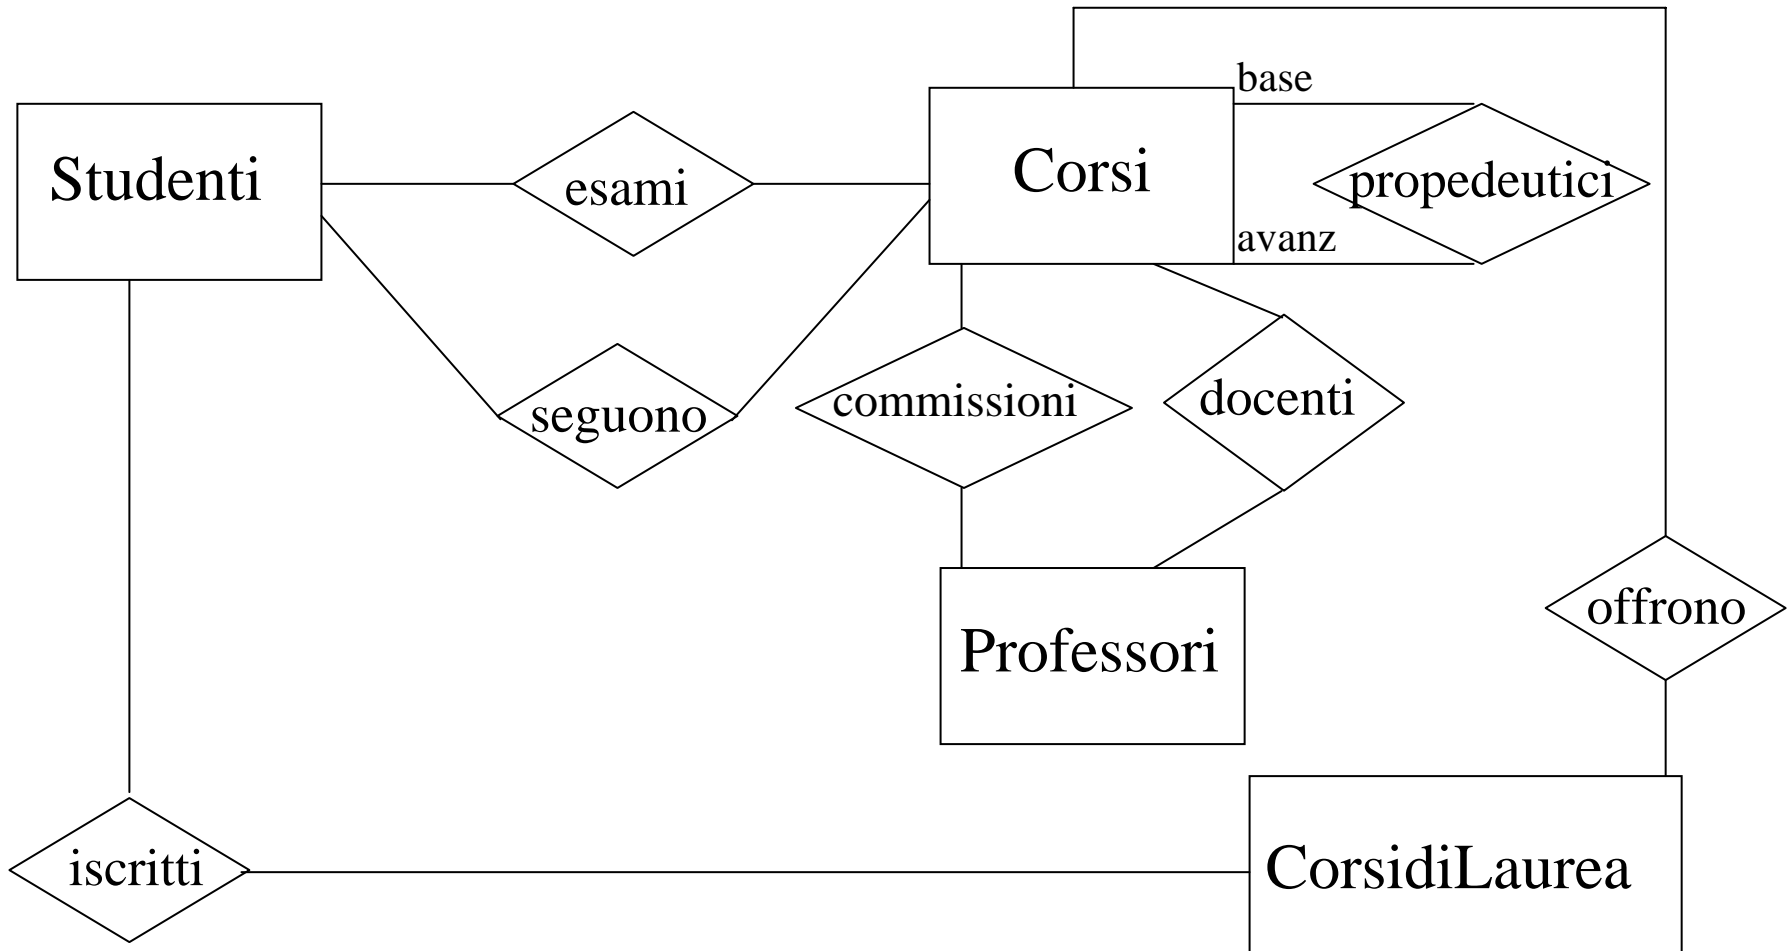 base
Studenti
esami
Corsi
propedeutici
avanz
seguono
commissioni
docenti
offrono
Professori
iscritti
CorsidiLaurea